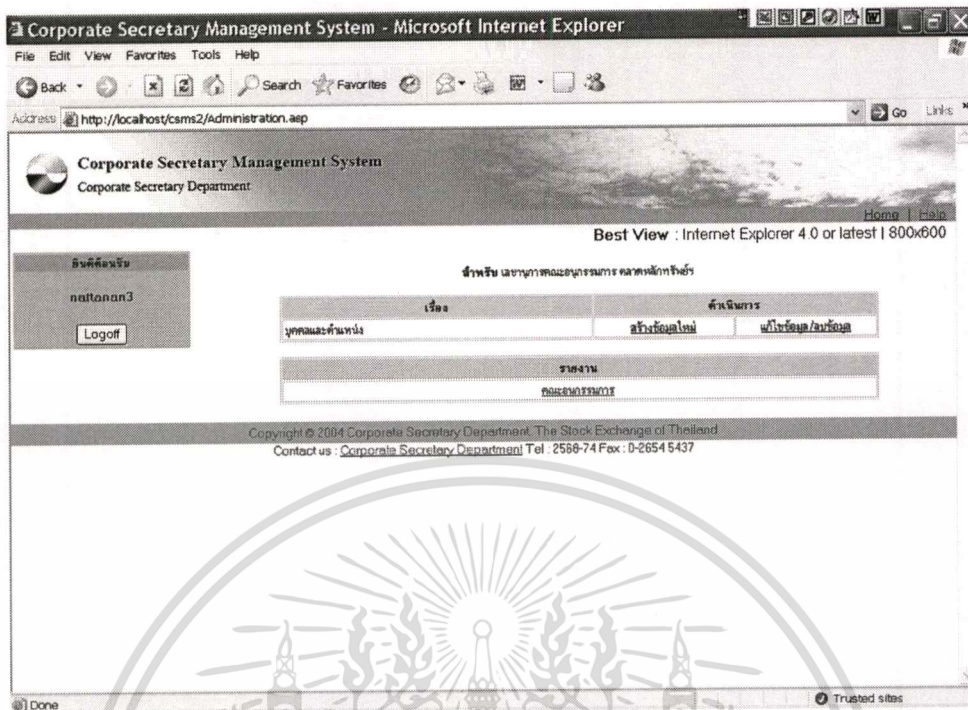 Corporate Secretary Management System - Microsoft Internet Explorer
File Edit View Favorites Tools Help
Back Search Favorites
Address http://localhost/csms2/Administration.asp Go Links
Corporate Secretary Management System
Corporate Secretary Department
Home | Help
Best View : Internet Explorer 4.0 or latest | 800x600
ยินดีต้อนรับ
nattanan3
Logoff
สำหรับ เลขานุการคณะอนุกรรมการ ตลาดหลักทรัพย์ฯ
เรื่อง ดำเนินการ
บุคคลและตำแหน่ง สร้างข้อมูลใหม่ แก้ไขข้อมูล/ลบข้อมูล
รายงาน
คณะอนุกรรมการ
Copyright © 2004 Corporate Secretary Department, The Stock Exchange of Thailand
Contact us : Corporate Secretary Department Tel : 2568-74 Fax : 0-2654 5437
Done Trusted sites